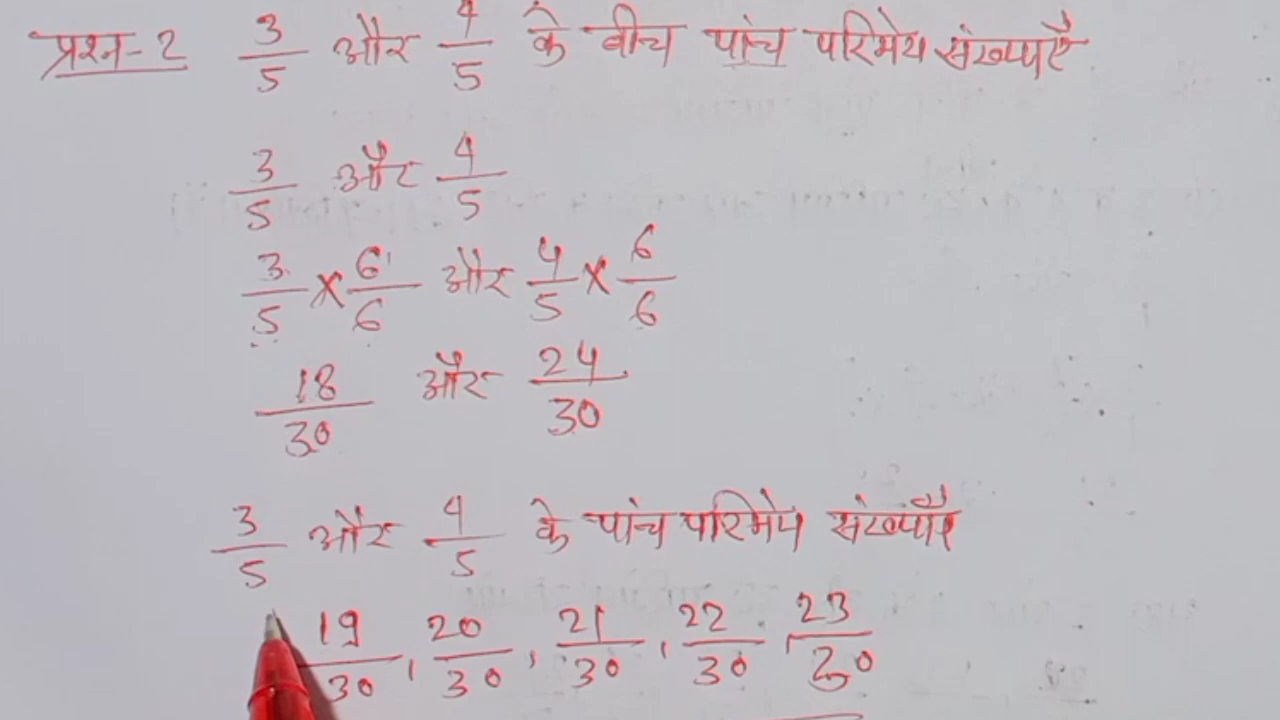 प्रश्न-2 3/5 और 4/5 के बीच पांच परिमेय संख्याएँ
3/5 और 4/5
3/5 × 6/6 और 4/5 × 6/6
18/30 और 24/30
3/5 और 4/5 के पांच परिमेय संख्याएँ
19/30, 20/30, 21/30, 22/30, 23/30